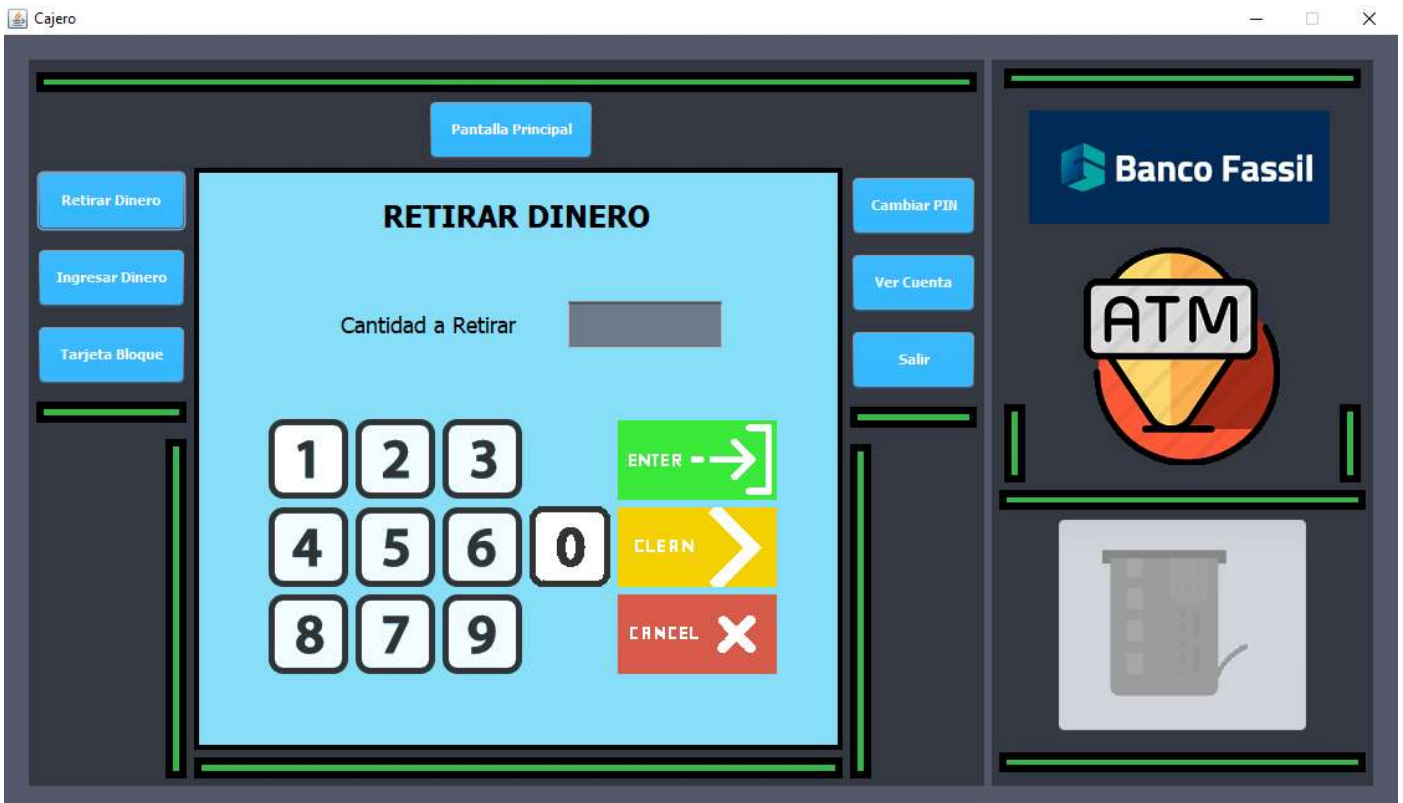 Cajero
Pantalla Principal
Retirar Dinero
Ingresar Dinero
Tarjeta Bloque
RETIRAR DINERO
Cantidad a Retirar
1 2 3
ENTER
4 5 6 0
CLEAN
8 7 9
CANCEL
Cambiar PIN
Ver Cuenta
Salir
Banco Fassil
ATM